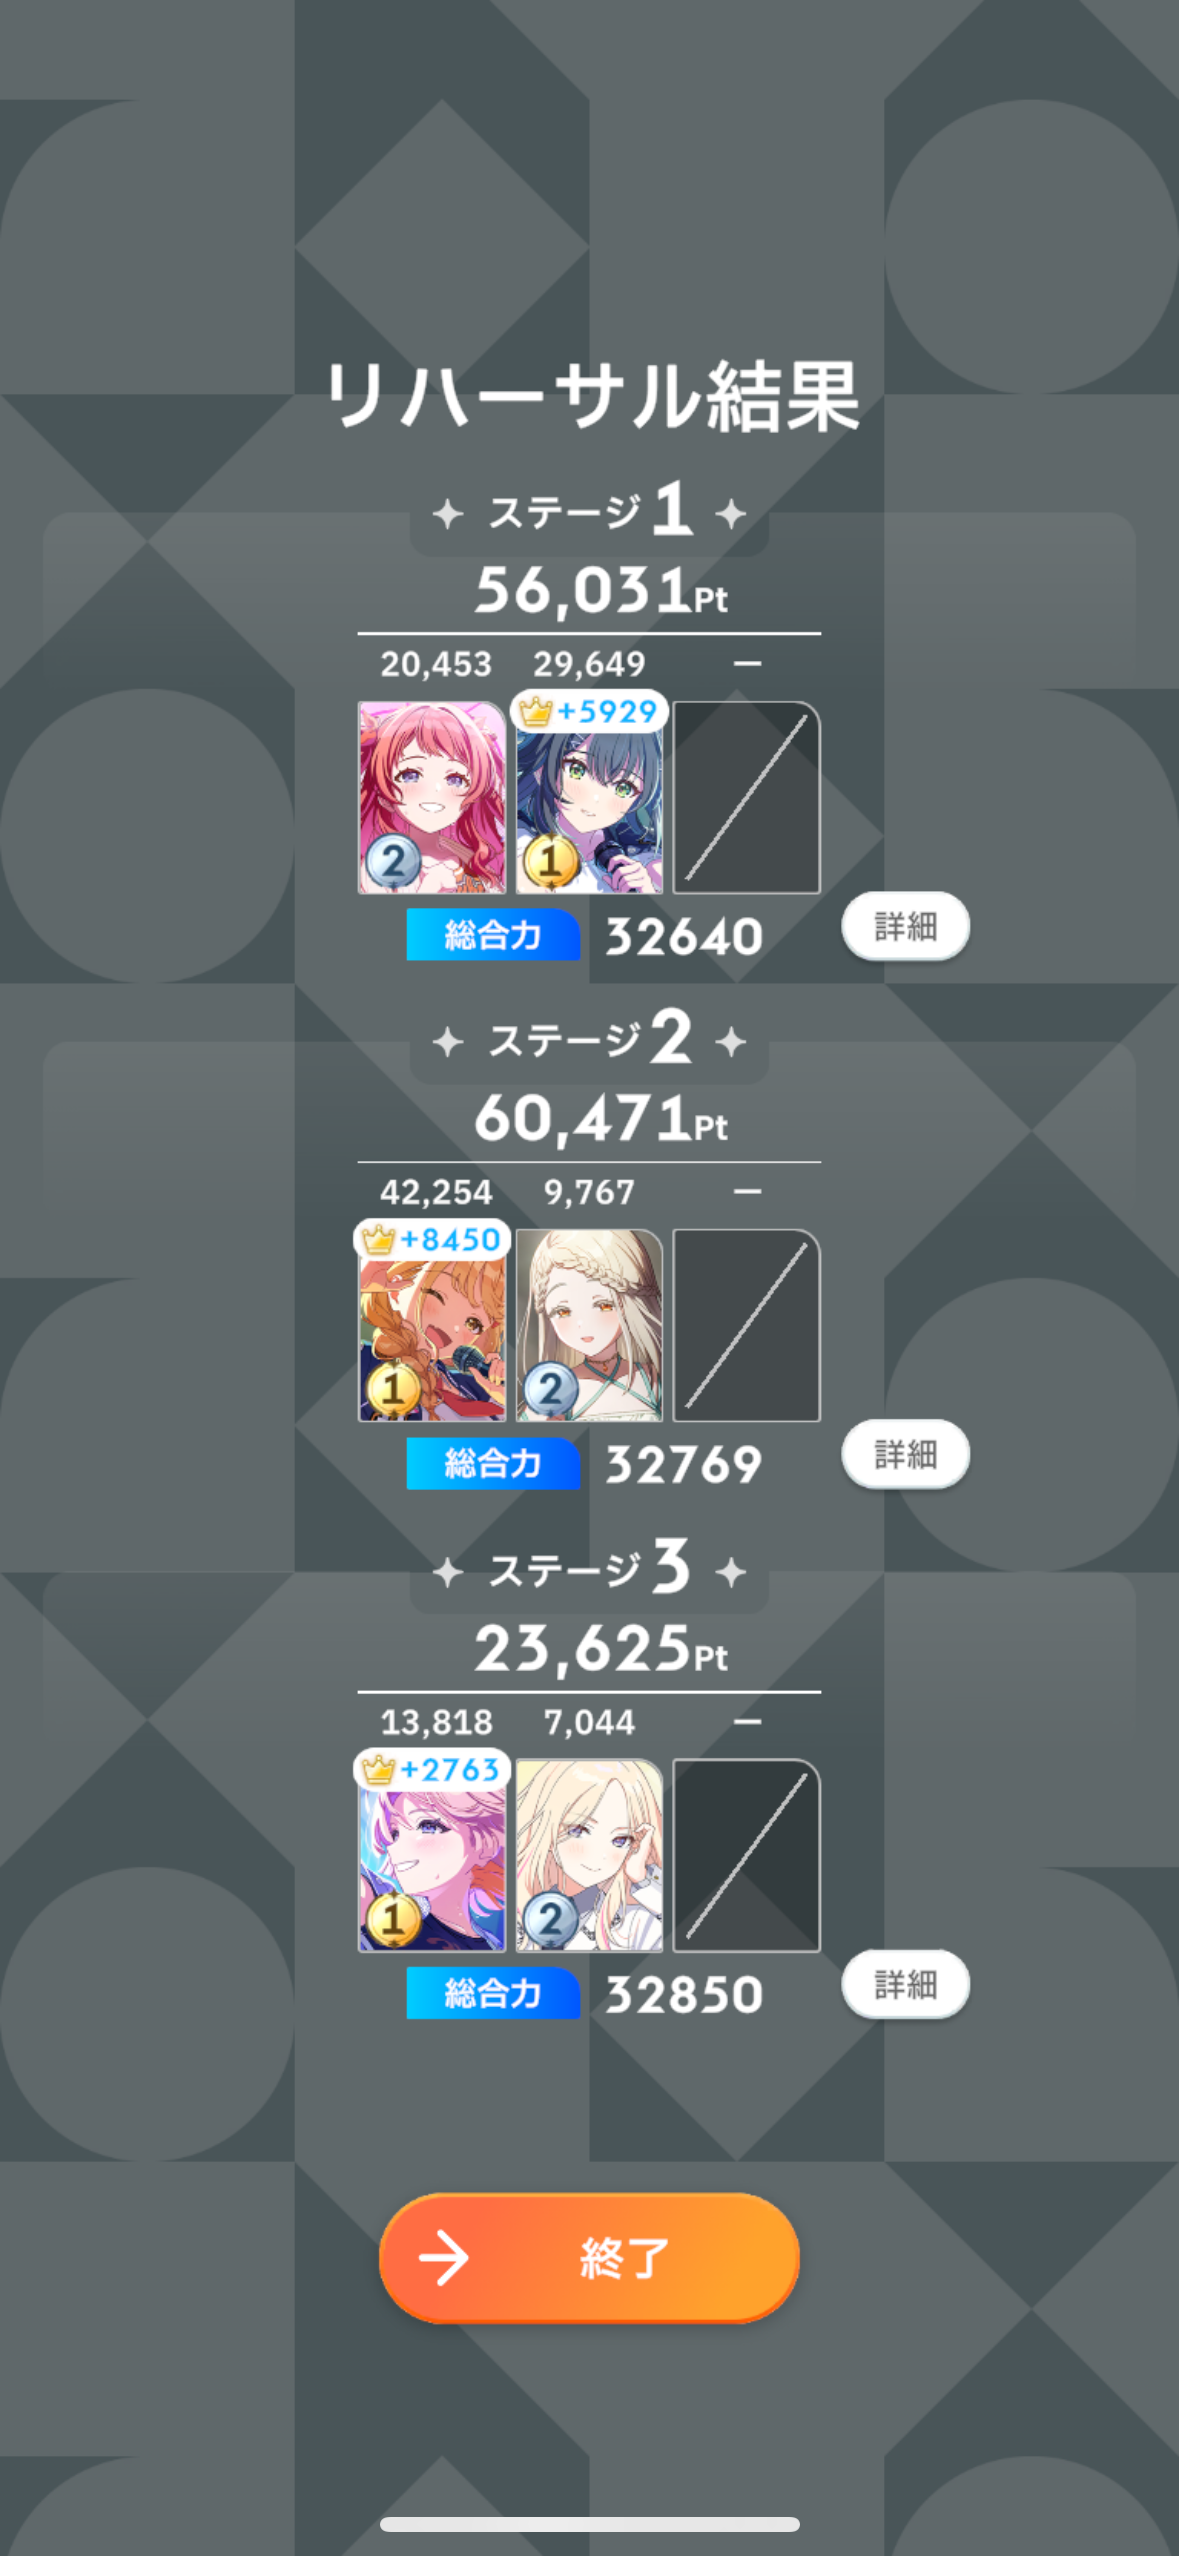 リハーサル結果
ステージ1
56,031Pt
20,453 29,649 —
+5929
2 1
総合力 32640 詳細
ステージ2
60,471Pt
42,254 9,767 —
+8450
1 2
総合力 32769 詳細
ステージ3
23,625Pt
13,818 7,044 —
+2763
1 2
総合力 32850 詳細
終了